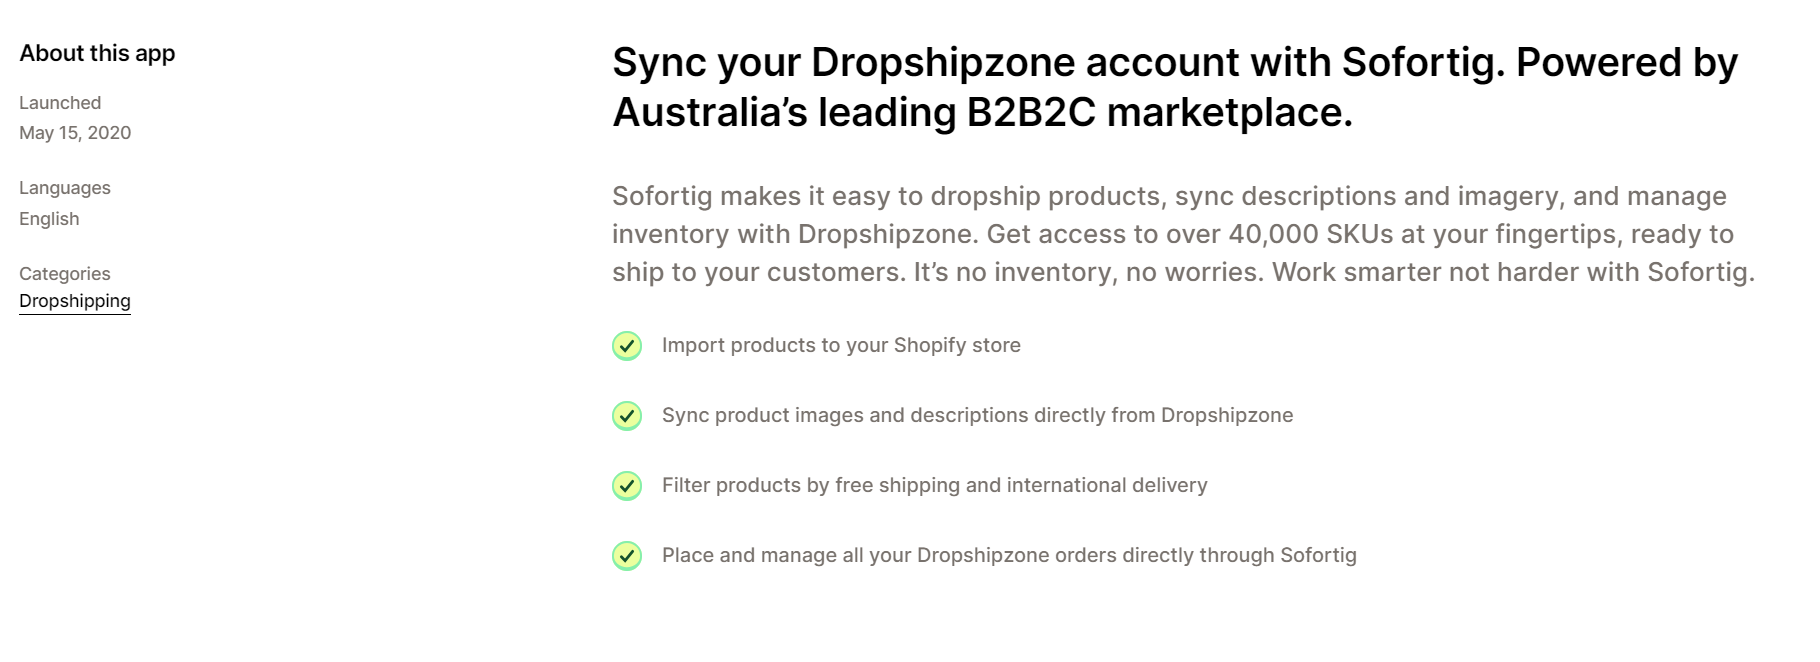 About this app
Launched
May 15, 2020
Languages
English
Categories
Dropshipping
Sync your Dropshipzone account with Sofortig. Powered by
Australia’s leading B2B2C marketplace.
Sofortig makes it easy to dropship products, sync descriptions and imagery, and manage
inventory with Dropshipzone. Get access to over 40,000 SKUs at your fingertips, ready to
ship to your customers. It’s no inventory, no worries. Work smarter not harder with Sofortig.
Import products to your Shopify store
Sync product images and descriptions directly from Dropshipzone
Filter products by free shipping and international delivery
Place and manage all your Dropshipzone orders directly through Sofortig